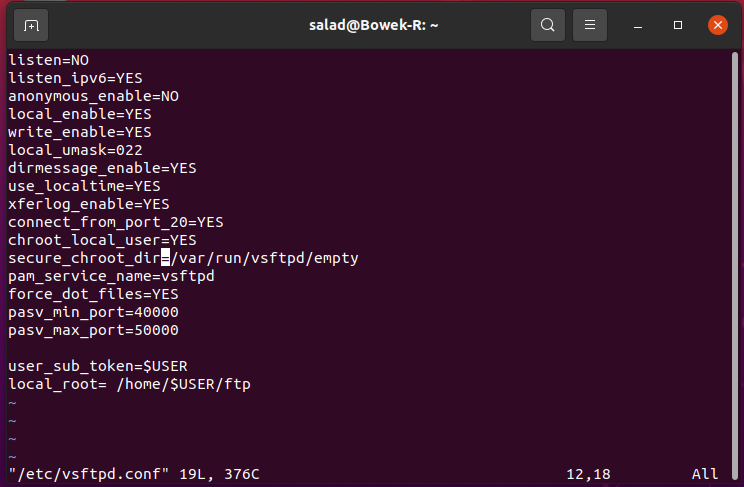 salad@Bowek-R: ~
listen=NO
listen_ipv6=YES
anonymous_enable=NO
local_enable=YES
write_enable=YES
local_umask=022
dirmessage_enable=YES
use_localtime=YES
xferlog_enable=YES
connect_from_port_20=YES
chroot_local_user=YES
secure_chroot_dir=/var/run/vsftpd/empty
pam_service_name=vsftpd
force_dot_files=YES
pasv_min_port=40000
pasv_max_port=50000
user_sub_token=$USER
local_root= /home/$USER/ftp
~
~
~
~
"/etc/vsftpd.conf" 19L, 376C 12,18 All